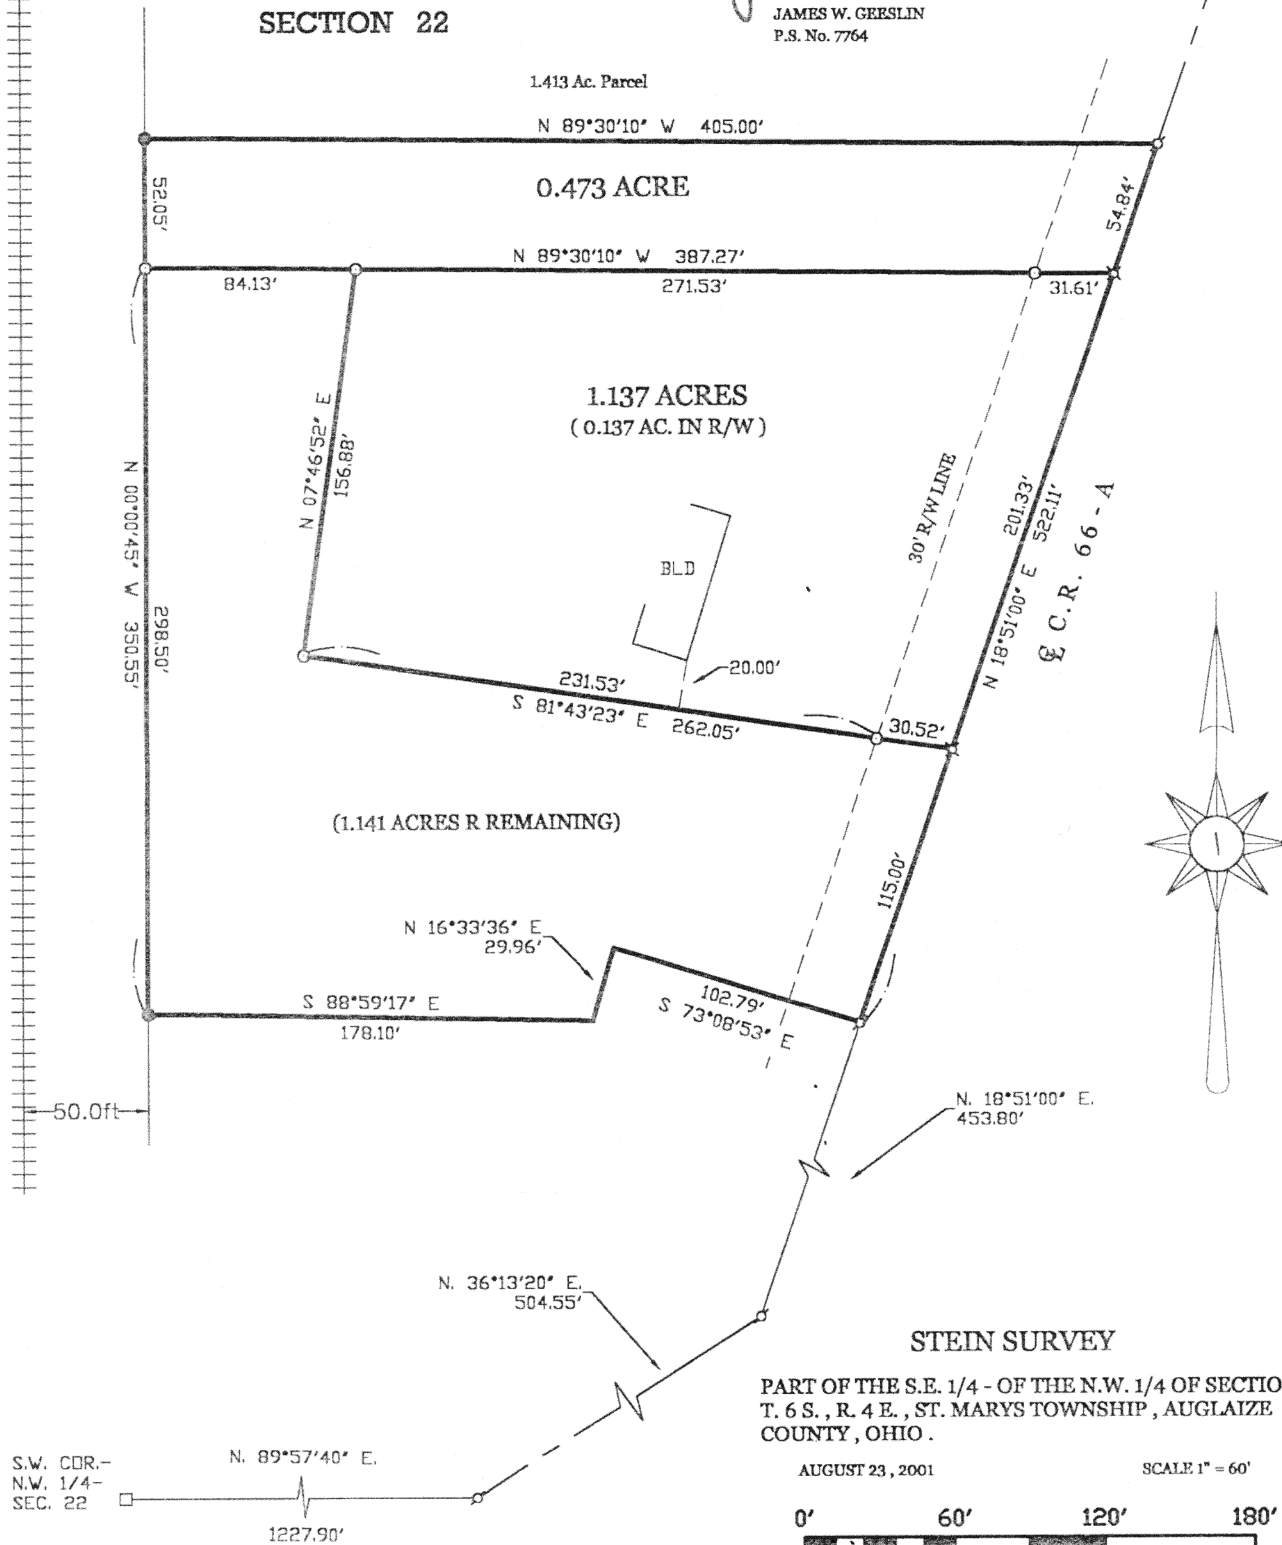 SECTION 22
JAMES W. GEESLIN
P.S. No. 7764
1.413 Ac. Parcel
N 89°30'10" W 405.00'
52.05'
0.473 ACRE
54.84'
N 89°30'10" W 387.27'
84.13'
271.53'
31.61'
1.137 ACRES
( 0.137 AC. IN R/W )
N 07°46'52" E
156.88'
30' R/W LINE
201.33'
522.11'
N 18°51'00" E
℄ C.R. 66 - A
N 00°00'45" W 350.55'
298.50'
BLD
20.00'
231.53'
S 81°43'23" E 262.05'
30.52'
(1.141 ACRES R REMAINING)
115.00'
N 16°33'36" E
29.96'
S 88°59'17" E
178.10'
102.79'
S 73°08'53" E
50.0ft
N. 18°51'00" E.
453.80'
N. 36°13'20" E.
504.55'
STEIN SURVEY
PART OF THE S.E. 1/4 - OF THE N.W. 1/4 OF SECTIO
T. 6 S. , R. 4 E. , ST. MARYS TOWNSHIP , AUGLAIZE
COUNTY , OHIO .
S.W. COR.-
N.W. 1/4-
SEC. 22
N. 89°57'40" E.
1227.90'
AUGUST 23 , 2001
SCALE 1" = 60'
0' 60' 120' 180'